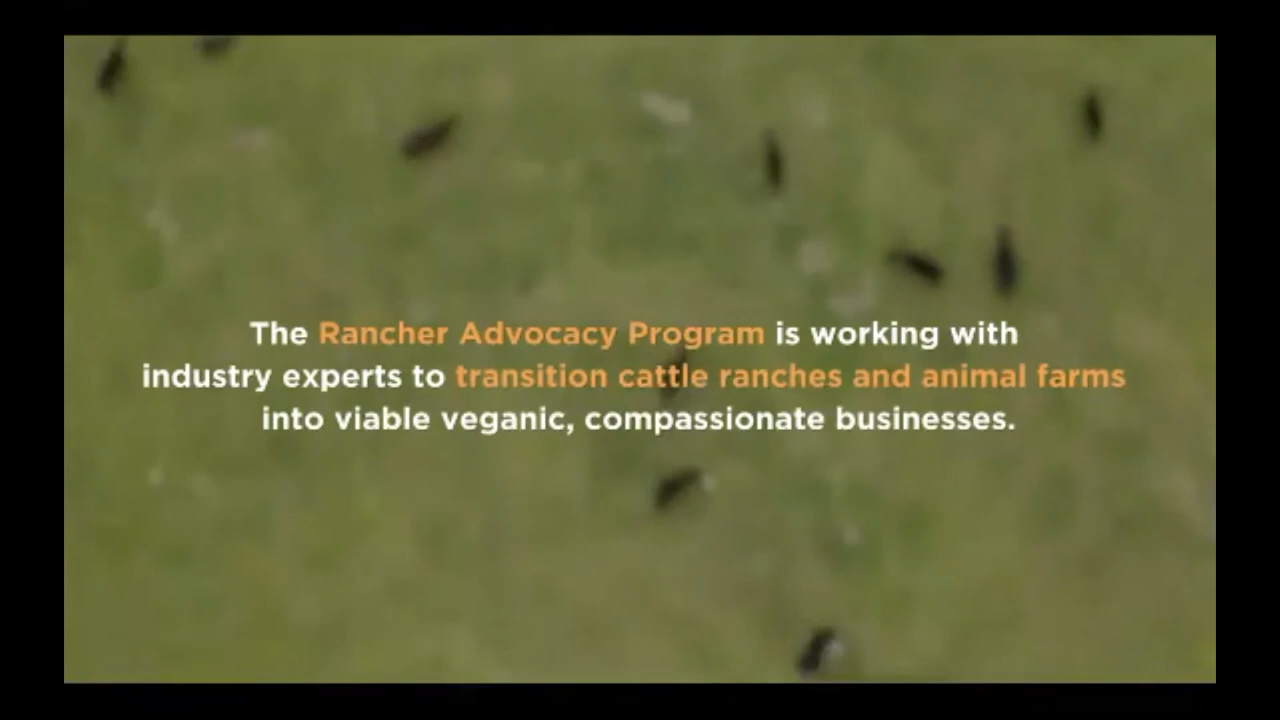 The Rancher Advocacy Program is working with
industry experts to transition cattle ranches and animal farms
into viable veganic, compassionate businesses.